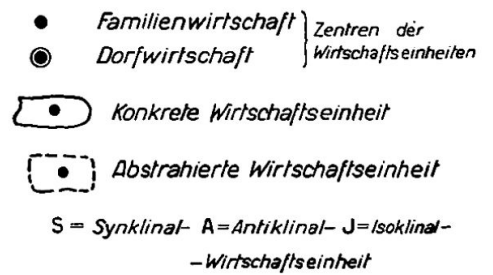 Familienwirtschaft
Dorfwirtschaft
Zentren der
Wirtschaftseinheiten
Konkrete Wirtschaftseinheit
Abstrahierte Wirtschaftseinheit
S = Synklinal- A=Antiklinal- J=Isoklinal-
-Wirtschaftseinheit